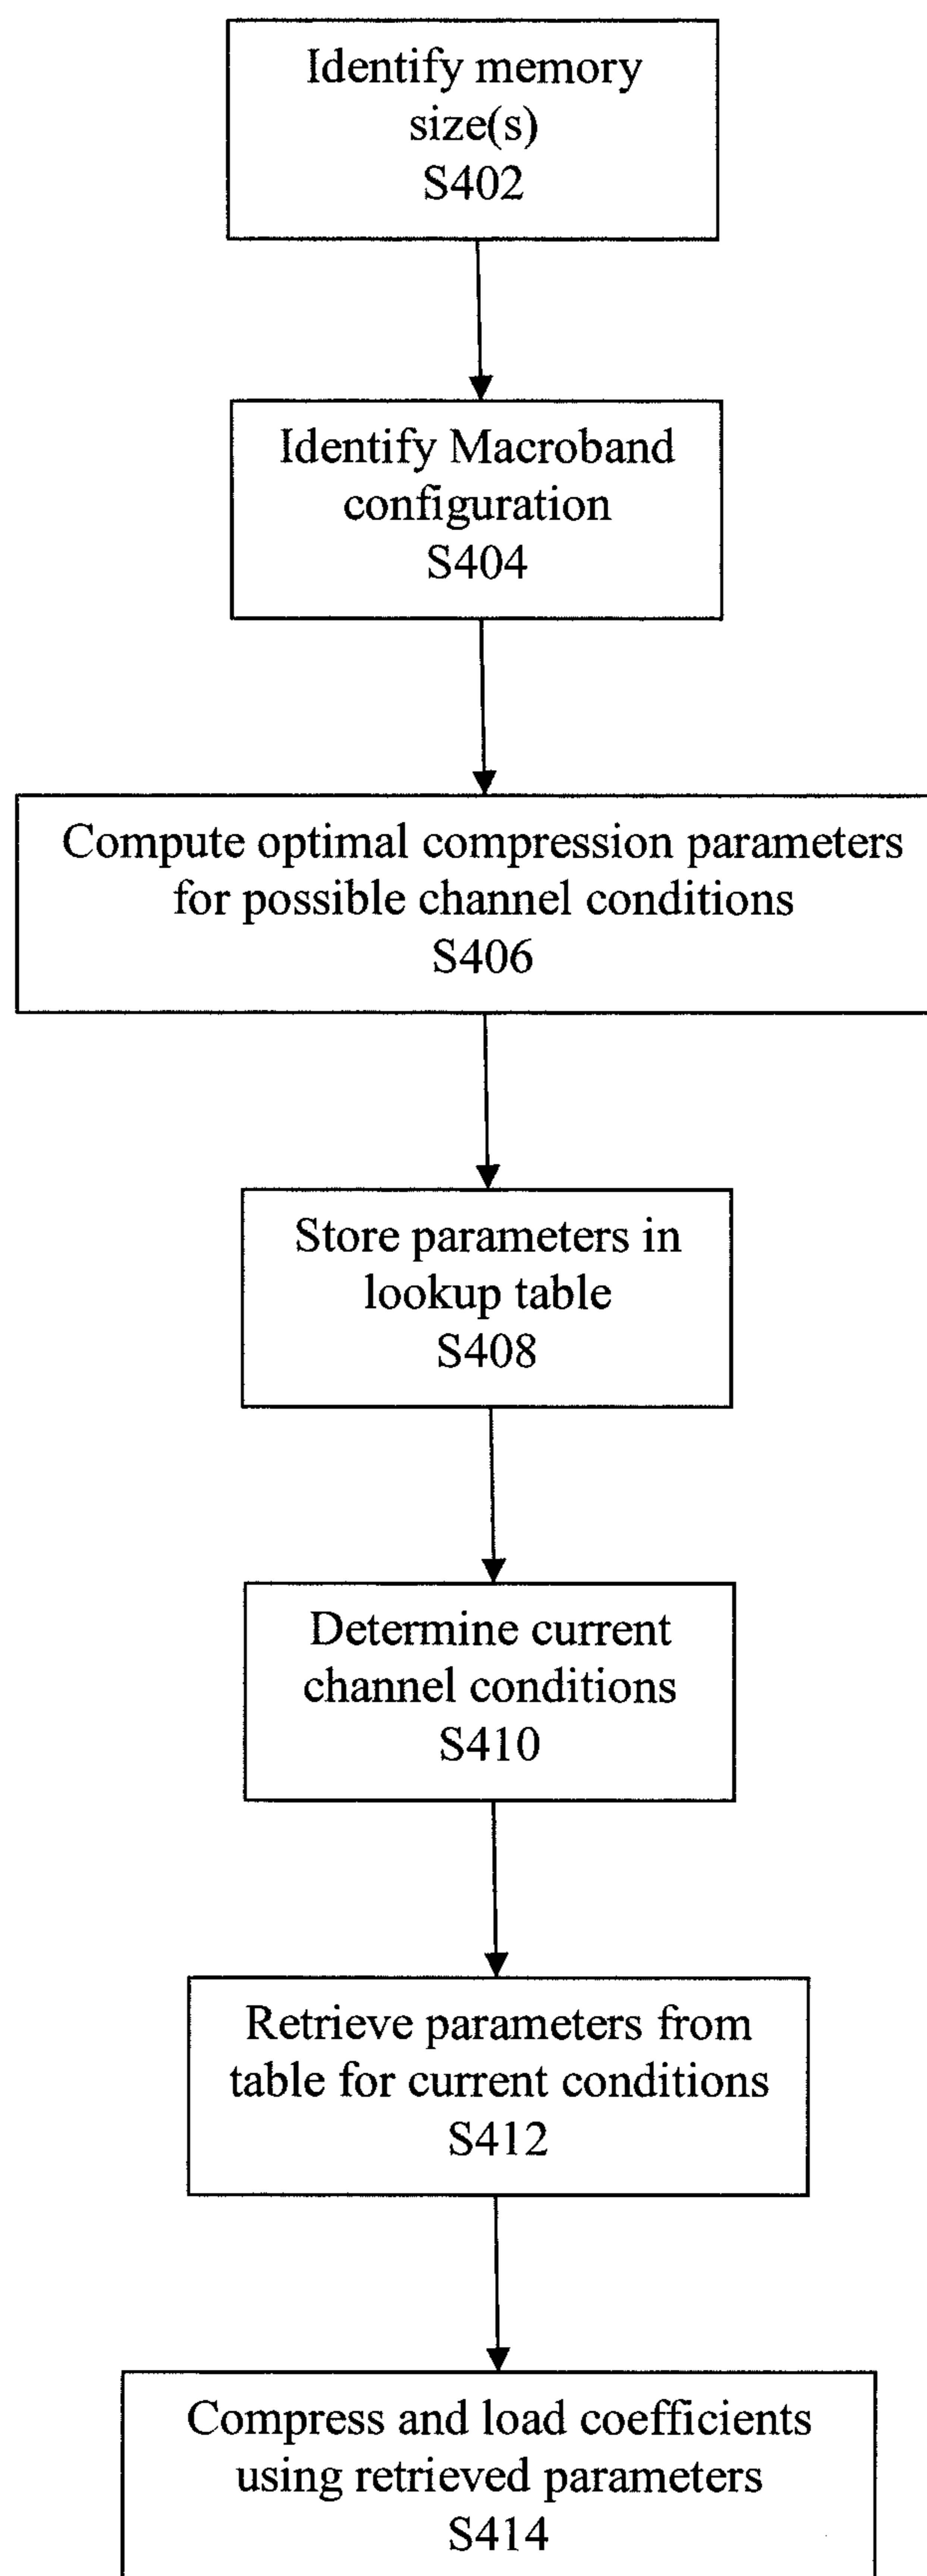 Identify memory
size(s)
S402
Identify Macroband
configuration
S404
Compute optimal compression parameters
for possible channel conditions
S406
Store parameters in
lookup table
S408
Determine current
channel conditions
S410
Retrieve parameters from
table for current conditions
S412
Compress and load coefficients
using retrieved parameters
S414